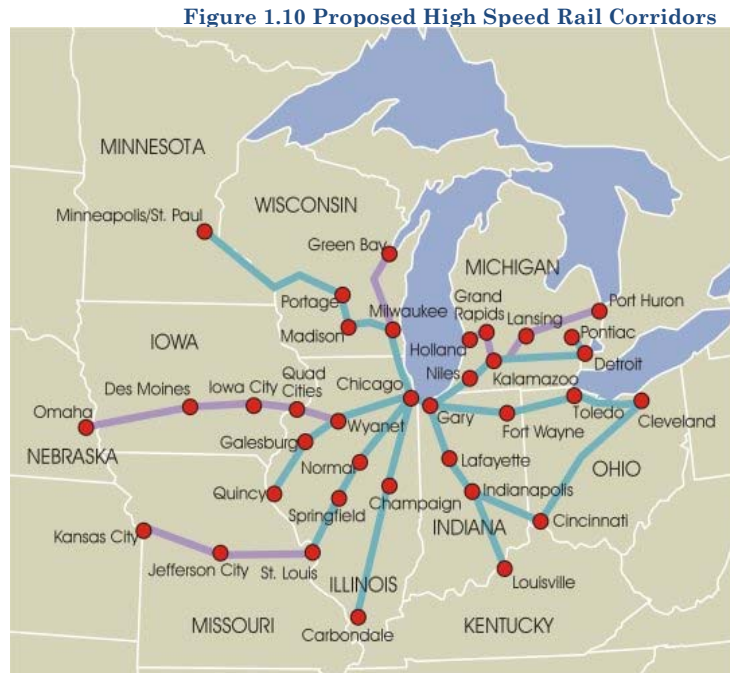 Figure 1.10 Proposed High Speed Rail Corridors
MINNESOTA
Minneapolis/St. Paul
WISCONSIN
Green Bay
MICHIGAN
Portage
Milwaukee
Grand
Rapids
Lansing
Port Huron
Pontiac
Madison
Holland
Detroit
IOWA
Niles
Kalamazoo
Des Moines
Iowa City
Quad
Cities
Chicago
Omaha
Wyanet
Gary
Fort Wayne
Toledo
Cleveland
Galesburg
NEBRASKA
Normal
Lafayette
OHIO
Quincy
Springfield
Champaign
Indianapolis
Kansas City
INDIANA
Cincinnati
Jefferson City
St. Louis
ILLINOIS
Louisville
MISSOURI
Carbondale
KENTUCKY